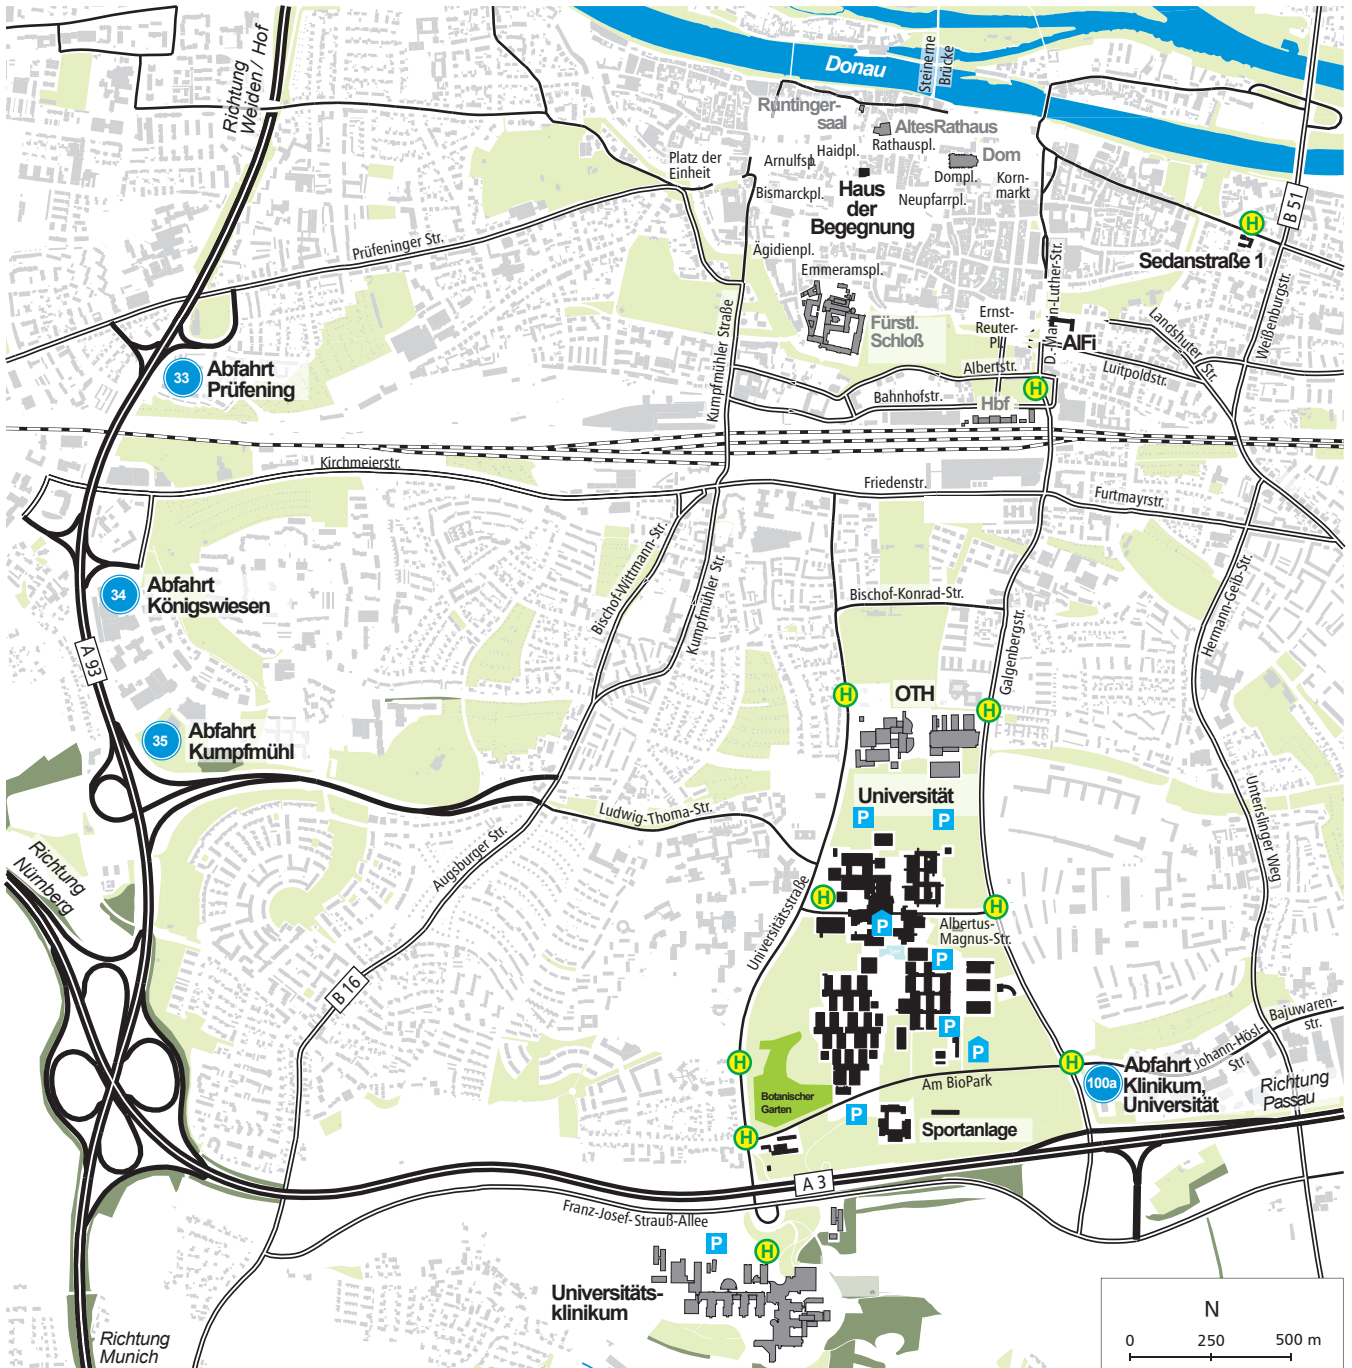 Richtung
Weiden / Hof
Donau
Steinerne
Brücke
Runtinger-
saal
AltesRathaus
Rathauspl.
Haidpl.
Arnulfsp.
Platz der
Einheit
Dom
Dompl.
Korn-
markt
Bismarckpl.
Haus
der
Begegnung
Neupfarrpl.
B 51
H
Sedanstraße 1
Prüfeninger Str.
Ägidienpl.
Emmeramspl.
Fürstl.
Schloß
Ernst-
Reuter-
Pl.
D.-Martin-Luther-Str.
AlFi
Landshuter Str.
Weißenburgstr.
Luitpoldstr.
Kumpfmühler Straße
Albertstr.
H
Bahnhofstr.
Hbf
33
Abfahrt
Prüfening
Kirchmeierstr.
Friedenstr.
Furtmayrstr.
Bischof-Wittmann-Str.
Kumpfmühler Str.
Bischof-Konrad-Str.
Galgenbergstr.
Hermann-Geib-Str.
34
Abfahrt
Königswiesen
A 93
H
OTH
H
35
Abfahrt
Kumpfmühl
Universität
P
P
Ludwig-Thoma-Str.
Augsburger Str.
Unterislinger Weg
Richtung
Nürnberg
Universitätsstraße
H
P
H
Albertus-
Magnus-Str.
P
B 16
P
P
Bajuwaren-
str.
Johann-Hösl-
Str.
H
H
Am BioPark
100a
Abfahrt
Klinikum,
Universität
Richtung
Passau
Botanischer
Garten
P
Sportanlage
H
A 3
Franz-Josef-Strauß-Allee
P
H
Universitäts-
klinikum
Richtung
Munich
N
0
250
500 m